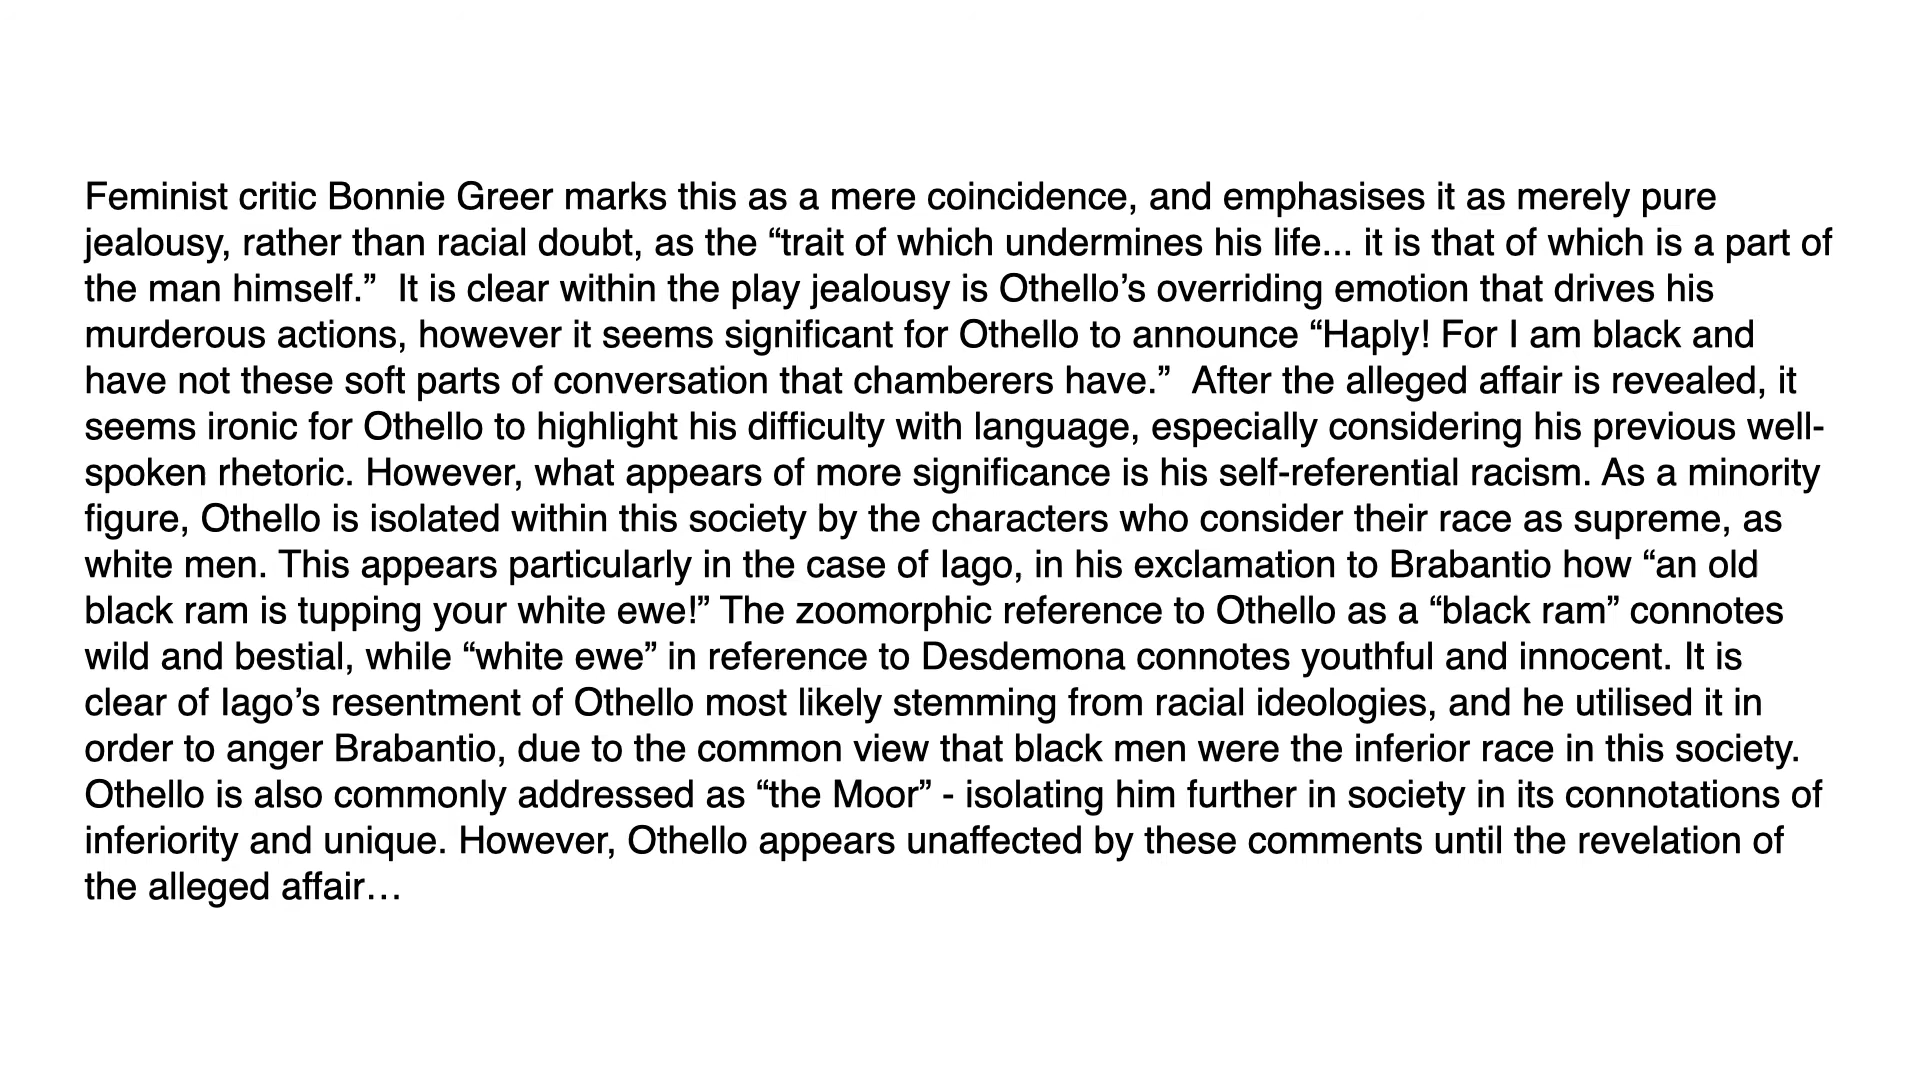 Feminist critic Bonnie Greer marks this as a mere coincidence, and emphasises it as merely pure
jealousy, rather than racial doubt, as the “trait of which undermines his life... it is that of which is a part of
the man himself.”  It is clear within the play jealousy is Othello’s overriding emotion that drives his
murderous actions, however it seems significant for Othello to announce “Haply! For I am black and
have not these soft parts of conversation that chamberers have.”  After the alleged affair is revealed, it
seems ironic for Othello to highlight his difficulty with language, especially considering his previous well-
spoken rhetoric. However, what appears of more significance is his self-referential racism. As a minority
figure, Othello is isolated within this society by the characters who consider their race as supreme, as
white men. This appears particularly in the case of Iago, in his exclamation to Brabantio how “an old
black ram is tupping your white ewe!” The zoomorphic reference to Othello as a “black ram” connotes
wild and bestial, while “white ewe” in reference to Desdemona connotes youthful and innocent. It is
clear of Iago’s resentment of Othello most likely stemming from racial ideologies, and he utilised it in
order to anger Brabantio, due to the common view that black men were the inferior race in this society.
Othello is also commonly addressed as “the Moor” - isolating him further in society in its connotations of
inferiority and unique. However, Othello appears unaffected by these comments until the revelation of
the alleged affair…